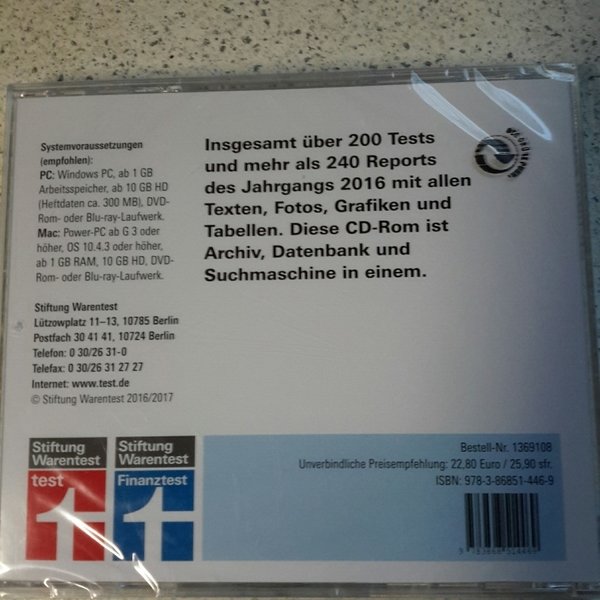 Systemvoraussetzungen
(empfohlen):
PC: Windows PC, ab 1 GB
Arbeitsspeicher, ab 10 GB HD
(Heftdaten ca. 300 MB), DVD-
Rom- oder Blu-ray-Laufwerk.
Mac: Power-PC ab G 3 oder
höher, OS 10.4.3 oder höher,
ab 1 GB RAM, 10 GB HD, DVD-
Rom- oder Blu-ray-Laufwerk.
Stiftung Warentest
Lützowplatz 11–13, 10785 Berlin
Postfach 30 41 41, 10724 Berlin
Telefon: 0 30/26 31-0
Telefax: 0 30/26 31 27 27
Internet: www.test.de
© Stiftung Warentest 2016/2017
Insgesamt über 200 Tests
und mehr als 240 Reports
des Jahrgangs 2016 mit allen
Texten, Fotos, Grafiken und
Tabellen. Diese CD-Rom ist
Archiv, Datenbank und
Suchmaschine in einem.
Stiftung
Warentest
test
Stiftung
Warentest
Finanztest
Bestell-Nr. 1369108
Unverbindliche Preisempfehlung: 22,80 Euro / 25,90 sfr.
ISBN: 978-3-86851-446-9
9 783868 514469